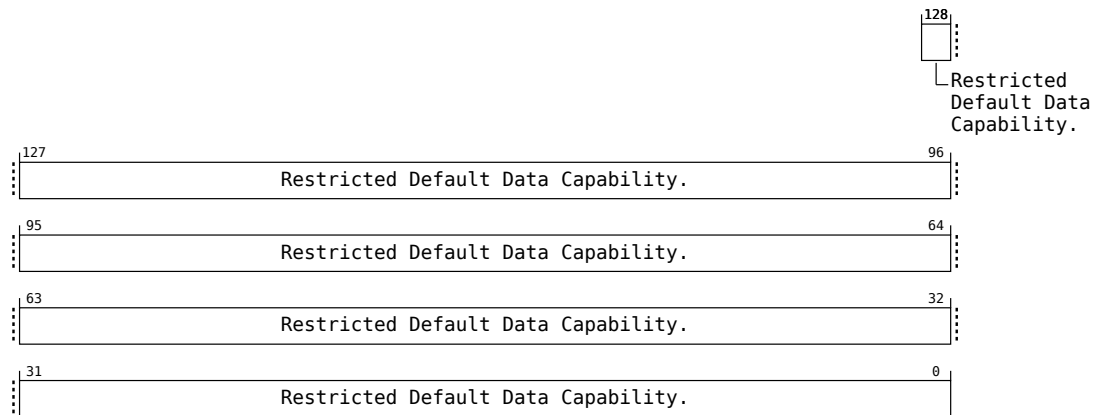 128
Restricted
Default Data
Capability.
127 96
Restricted Default Data Capability.
95 64
Restricted Default Data Capability.
63 32
Restricted Default Data Capability.
31 0
Restricted Default Data Capability.